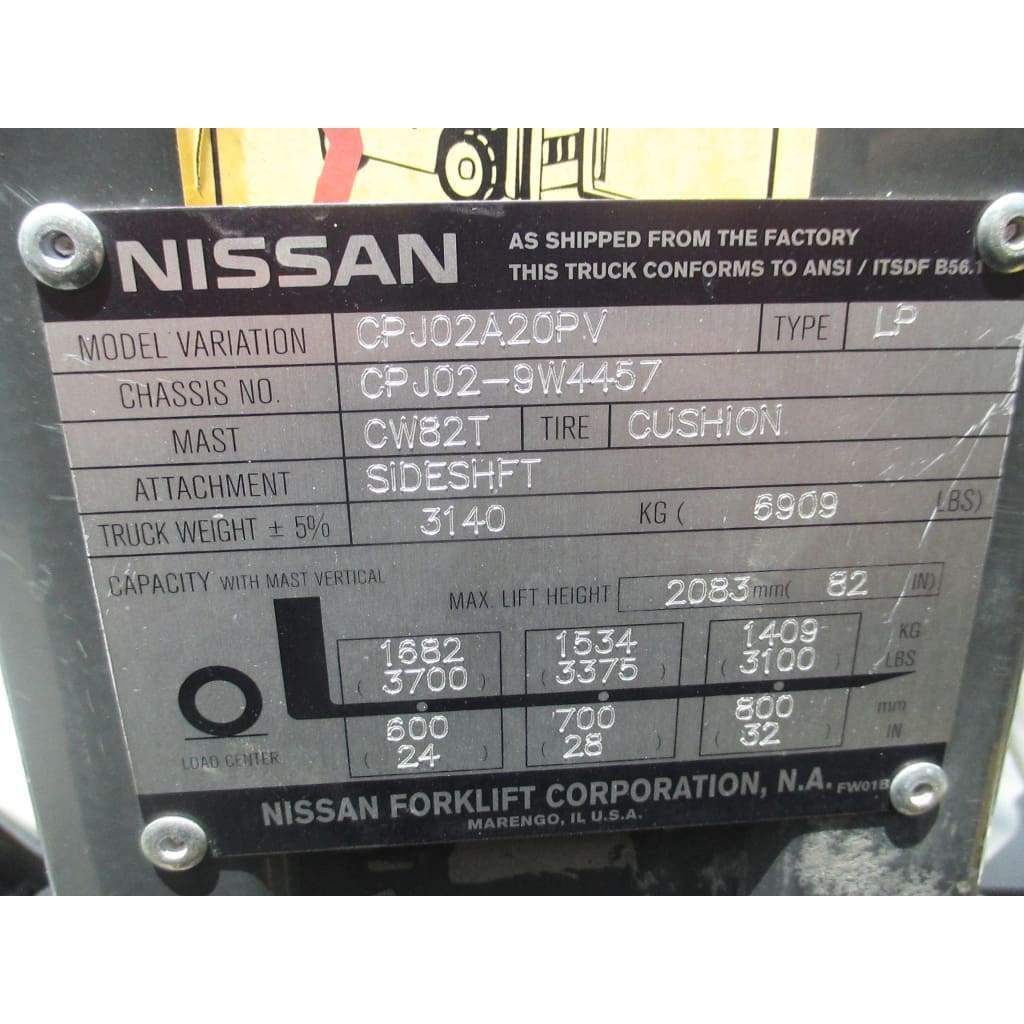 NISSAN
AS SHIPPED FROM THE FACTORY
THIS TRUCK CONFORMS TO ANSI / ITSDF B56.1
MODEL VARIATION CPJ02A20PV TYPE LP
CHASSIS NO. CPJ02-9W4457
MAST CW82T TIRE CUSHION
ATTACHMENT SIDESHFT
TRUCK WEIGHT ± 5% 3140 KG ( 6909 LBS)
CAPACITY WITH MAST VERTICAL
MAX. LIFT HEIGHT 2083 mm( 82 IN)
1682 1534 1409 KG
( 3700 ) ( 3375 ) ( 3100 ) LBS
600 700 800 mm
( 24 ) ( 28 ) ( 32 ) IN
LOAD CENTER
NISSAN FORKLIFT CORPORATION, N.A. FW01B
MARENGO, IL U.S.A.